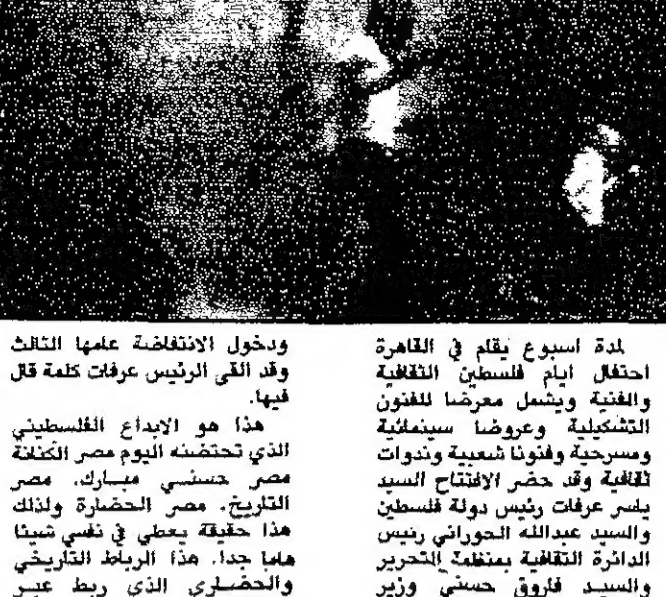 لمدة اسبوع يقام في القاهرة
احتفال ايام فلسطين الثقافية
والفنية ويشمل معرضا للفنون
التشكيلية وعروضا سينمائية
ومسرحية وفنونا شعبية وندوات
ثقافية وقد حضر الافتتاح السيد
ياسر عرفات رئيس دولة فلسطين
والسيد عبدالله الحوراني رئيس
الدائرة الثقافية بمنظمة التحرير
والسيد فاروق حسني وزير
ودخول الانتفاضة عامها الثالث
وقد القى الرئيس عرفات كلمة قال
فيها.
هذا هو الابداع الفلسطيني
الذي تحتضنه اليوم مصر الكنانة
مصر حسني مبارك. مصر
التاريخ. مصر الحضارة ولذلك
هذا حقيقة يعطي في نفسي شيئا
هاما جدا. هذا الرباط التاريخي
والحضاري الذي ربط عبر